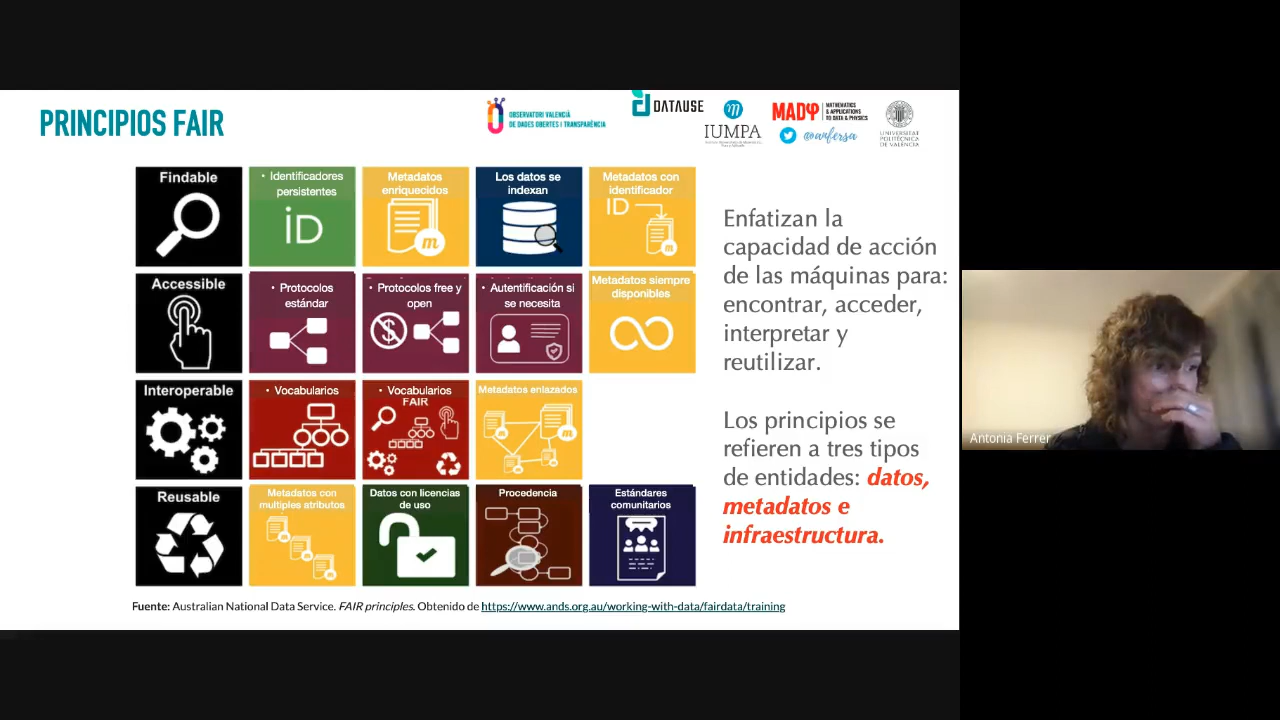 PRINCIPIOS FAIR
OBSERVATORI VALENCIÀ
DE DADES OBERTES I TRANSPARÈNCIA
DATAUSE
IUMPA
MADΦ
MATHEMATICS
& APPLICATIONS
TO DATA & PHYSICS
@anfersa
UNIVERSITAT
POLITÈCNICA
DE VALÈNCIA
Findable
• Identificadores
persistentes
iD
Metadatos
enriquecidos
m
Los datos se
indexan
Metadatos con
identificador
ID
m
Accessible
• Protocolos
estándar
• Protocolos free y
open
$
• Autentificación si
se necesita
Metadatos siempre
disponibles
Interoperable
• Vocabularios
• Vocabularios
FAIR
Metadatos enlazados
m
m
m
m
Reusable
Metadatos con
multiples atributos
m
m
m
Datos con licencias
de uso
Procedencia
Estándares
comunitarios
Enfatizan la
capacidad de acción
de las máquinas para:
encontrar, acceder,
interpretar y
reutilizar.
Los principios se
refieren a tres tipos
de entidades: datos,
metadatos e
infraestructura.
Fuente: Australian National Data Service. FAIR principles. Obtenido de https://www.ands.org.au/working-with-data/fairdata/training
Antonia Ferrer